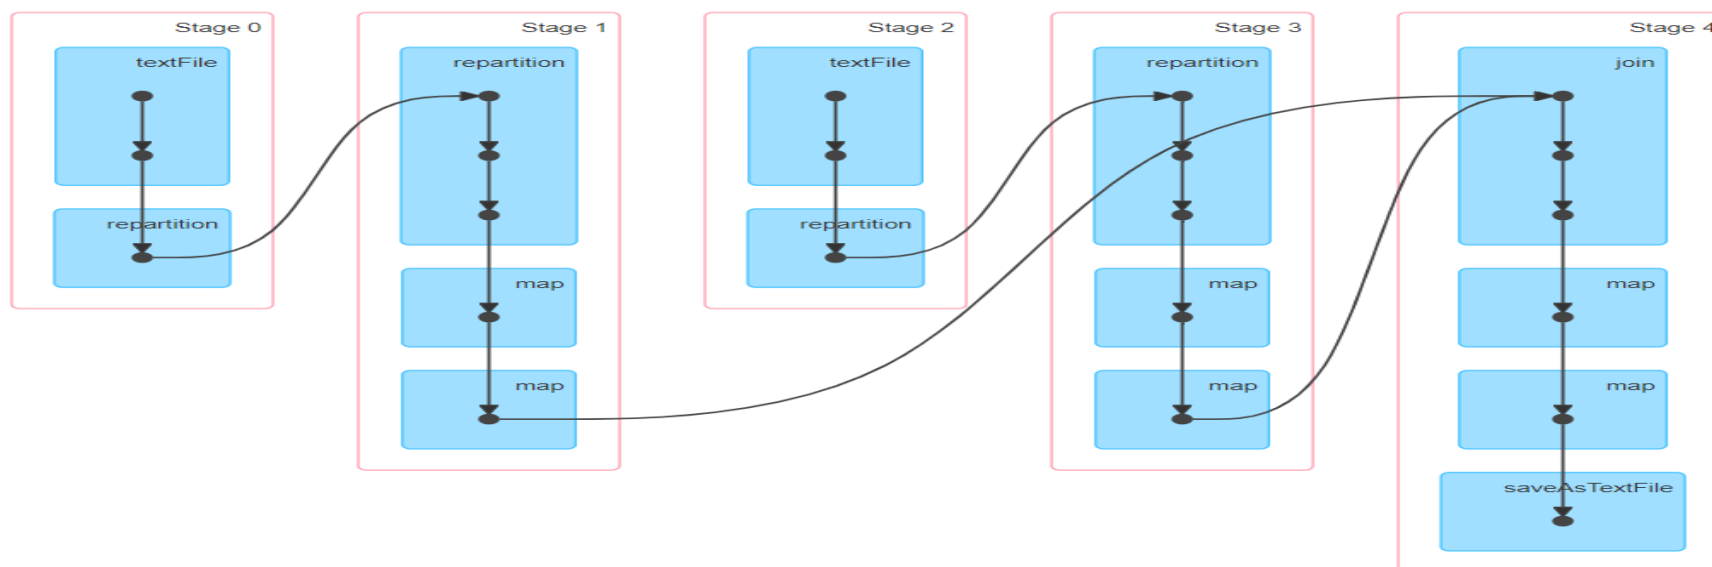 Stage 0
textFile
repartition
Stage 1
repartition
map
map
Stage 2
textFile
repartition
Stage 3
repartition
map
map
Stage 4
join
map
map
saveAsTextFile